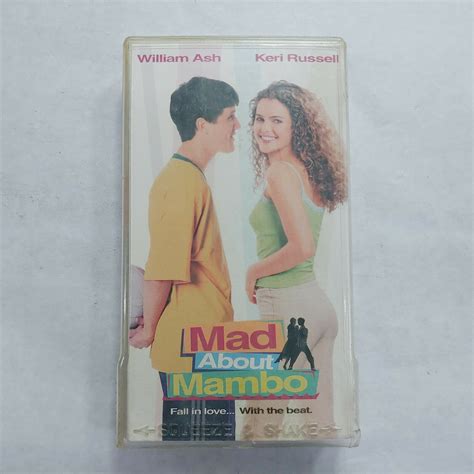 William Ash Keri Russell
Mad
About
Mambo
Fall in love... With the beat.
SQUEEZE & SHAKE